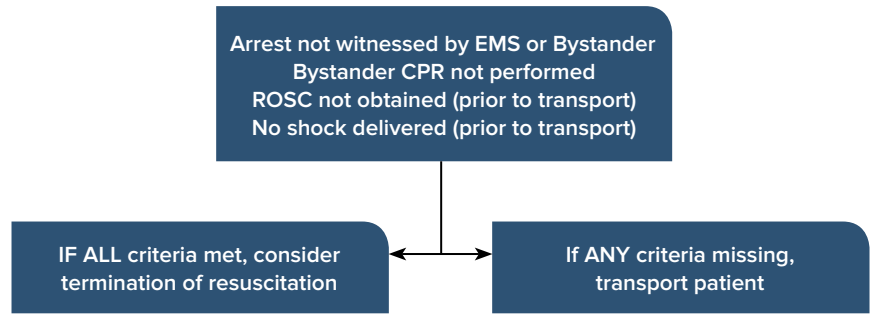 Arrest not witnessed by EMS or Bystander
Bystander CPR not performed
ROSC not obtained (prior to transport)
No shock delivered (prior to transport)
IF ALL criteria met, consider
termination of resuscitation
If ANY criteria missing,
transport patient